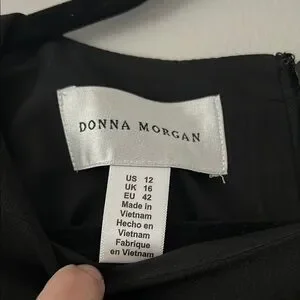 DONNA MORGAN
US 12
UK 16
EU 42
Made in
Vietnam
Hecho en
Vietnam
Fabrique
en Vietnam